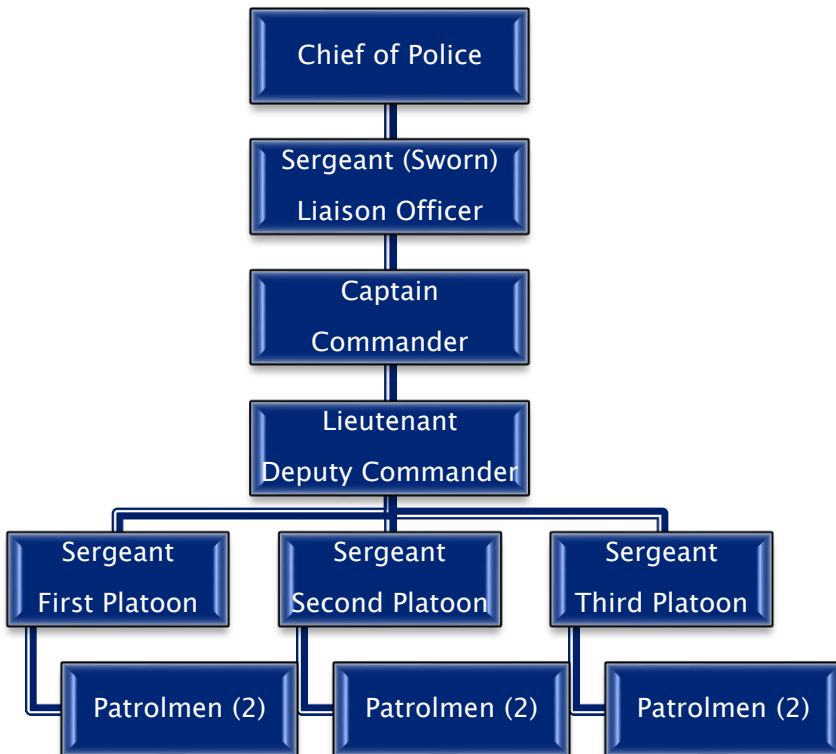 Chief of Police
Sergeant (Sworn)
Liaison Officer
Captain
Commander
Lieutenant
Deputy Commander
Sergeant
First Platoon
Sergeant
Second Platoon
Sergeant
Third Platoon
Patrolmen (2)
Patrolmen (2)
Patrolmen (2)